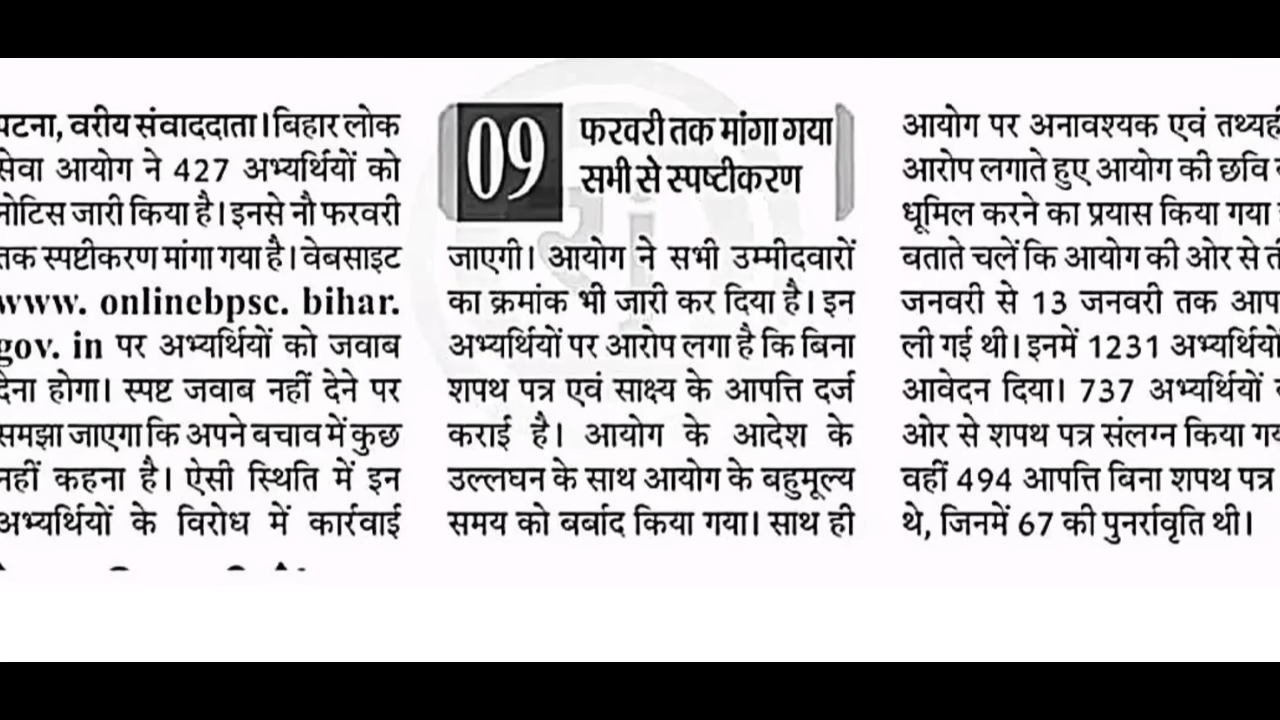 पटना, वरीय संवाददाता। बिहार लोक
सेवा आयोग ने 427 अभ्यर्थियों को
नोटिस जारी किया है। इनसे नौ फरवरी
तक स्पष्टीकरण मांगा गया है। वेबसाइट
www. onlinebpsc. bihar.
gov. in पर अभ्यर्थियों को जवाब
देना होगा। स्पष्ट जवाब नहीं देने पर
समझा जाएगा कि अपने बचाव में कुछ
नहीं कहना है। ऐसी स्थिति में इन
अभ्यर्थियों के विरोध में कार्रवाई
09
फरवरी तक मांगा गया
सभी से स्पष्टीकरण
जाएगी। आयोग ने सभी उम्मीदवारों
का क्रमांक भी जारी कर दिया है। इन
अभ्यर्थियों पर आरोप लगा है कि बिना
शपथ पत्र एवं साक्ष्य के आपत्ति दर्ज
कराई है। आयोग के आदेश के
उल्लघन के साथ आयोग के बहुमूल्य
समय को बर्बाद किया गया। साथ ही
आयोग पर अनावश्यक एवं
आरोप लगाते हुए आयोग की छवि
धूमिल करने का प्रयास किया गया
बताते चलें कि आयोग की ओर से
जनवरी से 13 जनवरी तक
ली गई थी। इनमें 1231
आवेदन दिया। 737 अभ्यर्थियों
ओर से शपथ पत्र संलग्न किया
वहीं 494 आपत्ति बिना शपथ पत्र
थे, जिनमें 67 की पुनर्रावृति थी।